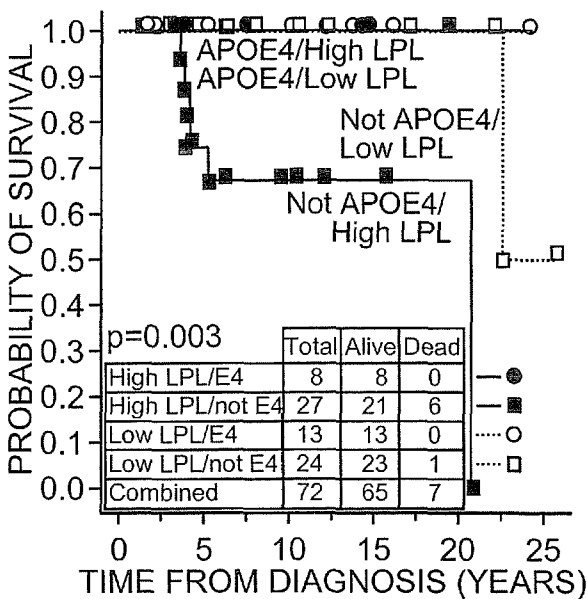 PROBABILITY OF SURVIVAL
1.0
0.9
0.8
0.7
0.6
0.5
0.4
0.3
0.2
0.1
0.0
APOE4/High LPL
APOE4/Low LPL
Not APOE4/
Low LPL
Not APOE4/
High LPL
p=0.003
Total Alive Dead
High LPL/E4 8 8 0
High LPL/not E4 27 21 6
Low LPL/E4 13 13 0
Low LPL/not E4 24 23 1
Combined 72 65 7
0 5 10 15 20 25
TIME FROM DIAGNOSIS (YEARS)